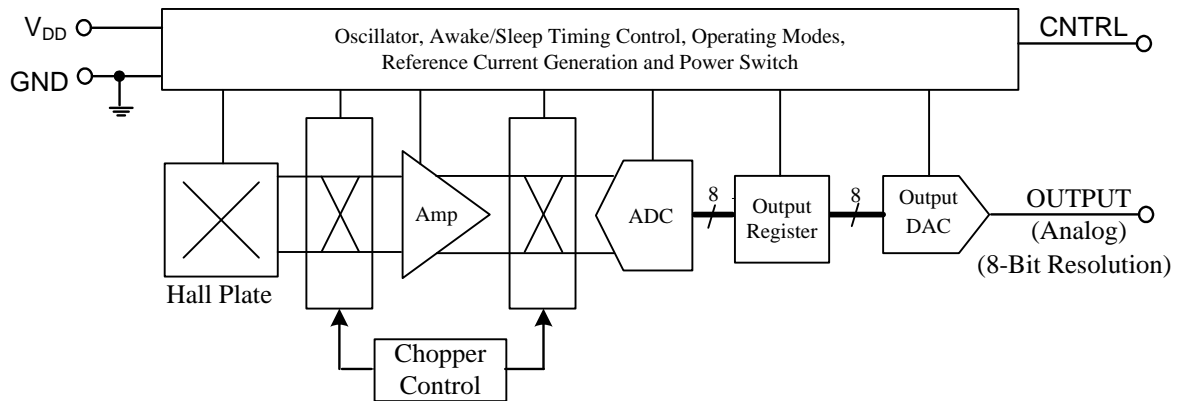 V_DD
GND
Oscillator, Awake/Sleep Timing Control, Operating Modes,
Reference Current Generation and Power Switch
CNTRL
Hall Plate
Amp
ADC
8
Output
Register
8
Output
DAC
OUTPUT
(Analog)
(8-Bit Resolution)
Chopper
Control